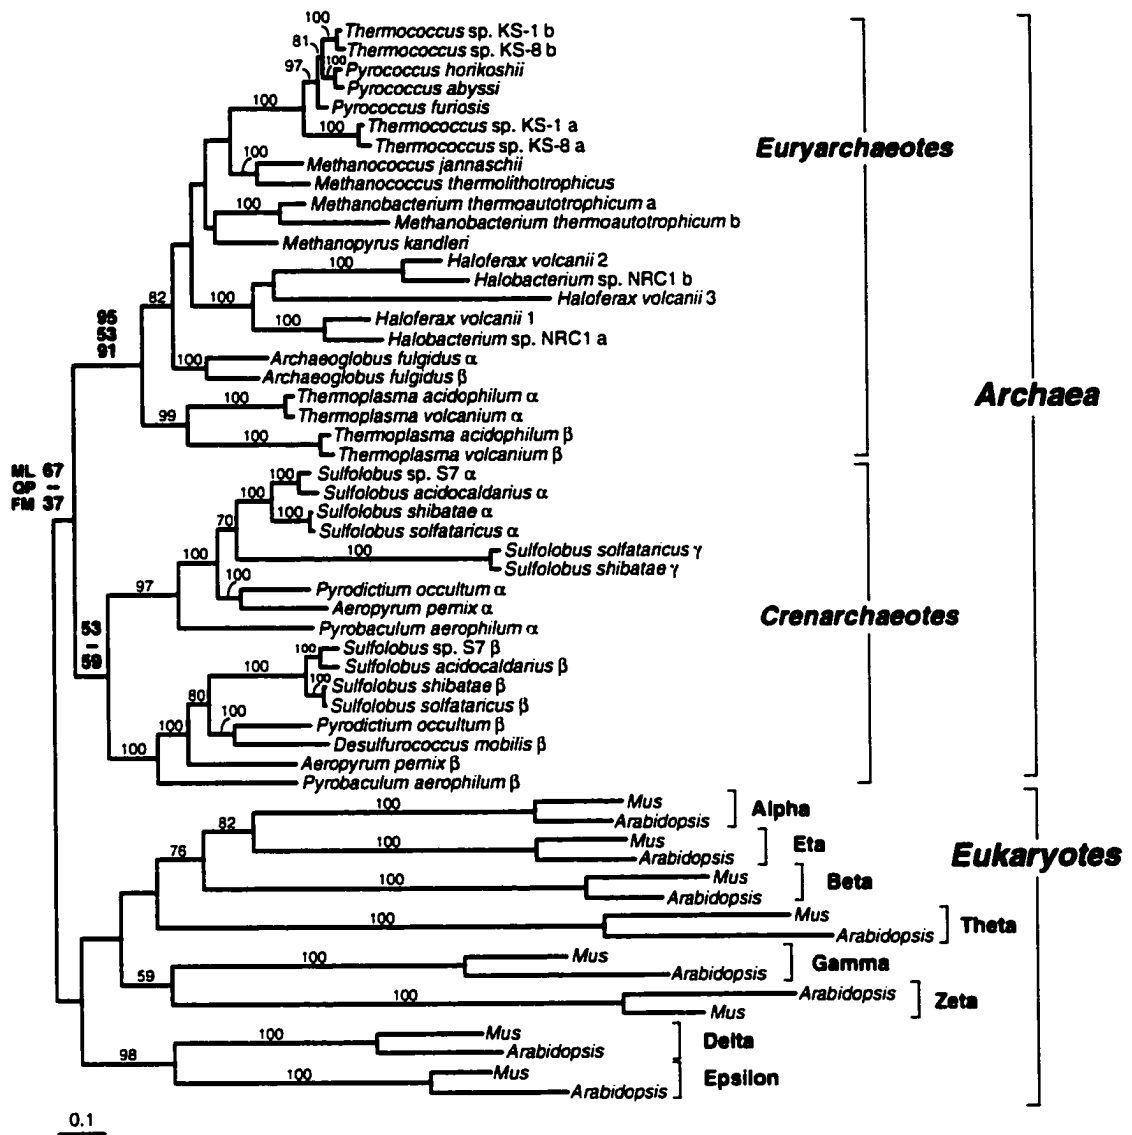 100
Thermococcus sp. KS-1 b
81
Thermococcus sp. KS-8 b
97
100
Pyrococcus horikoshii
Pyrococcus abyssi
100
Pyrococcus furiosis
100
Thermococcus sp. KS-1 a
Thermococcus sp. KS-8 a
Euryarchaeotes
100
Methanococcus jannaschii
Methanococcus thermolithotrophicus
100
Methanobacterium thermoautotrophicum a
Methanobacterium thermoautotrophicum b
Methanopyrus kandleri
100
Haloferax volcanii 2
Halobacterium sp. NRC1 b
82
100
Haloferax volcanii 3
95
53
91
100
Haloferax volcanii 1
Halobacterium sp. NRC1 a
100
Archaeoglobus fulgidus α
Archaeoglobus fulgidus β
Archaea
100
Thermoplasma acidophilum α
99
Thermoplasma volcanium α
100
Thermoplasma acidophilum β
Thermoplasma volcanium β
ML 67
QP –
FM 37
100
Sulfolobus sp. S7 α
100
Sulfolobus acidocaldarius α
70
100
Sulfolobus shibatae α
Sulfolobus solfataricus α
100
100
Sulfolobus solfataricus γ
Sulfolobus shibatae γ
97
100
Pyrodictium occultum α
Aeropyrum pernix α
Crenarchaeotes
53
–
59
Pyrobaculum aerophilum α
100
Sulfolobus sp. S7 β
100
Sulfolobus acidocaldarius β
80
100
Sulfolobus shibatae β
Sulfolobus solfataricus β
100
100
Pyrodictium occultum β
Desulfurococcus mobilis β
100
Aeropyrum pernix β
Pyrobaculum aerophilum β
100
Mus
Alpha
82
Arabidopsis
76
100
Mus
Eta
Arabidopsis
Eukaryotes
100
Mus
Beta
Arabidopsis
100
Mus
Theta
Arabidopsis
100
Mus
Gamma
59
Arabidopsis
100
Arabidopsis
Zeta
Mus
100
Mus
Delta
98
Arabidopsis
100
Mus
Epsilon
Arabidopsis
0.1